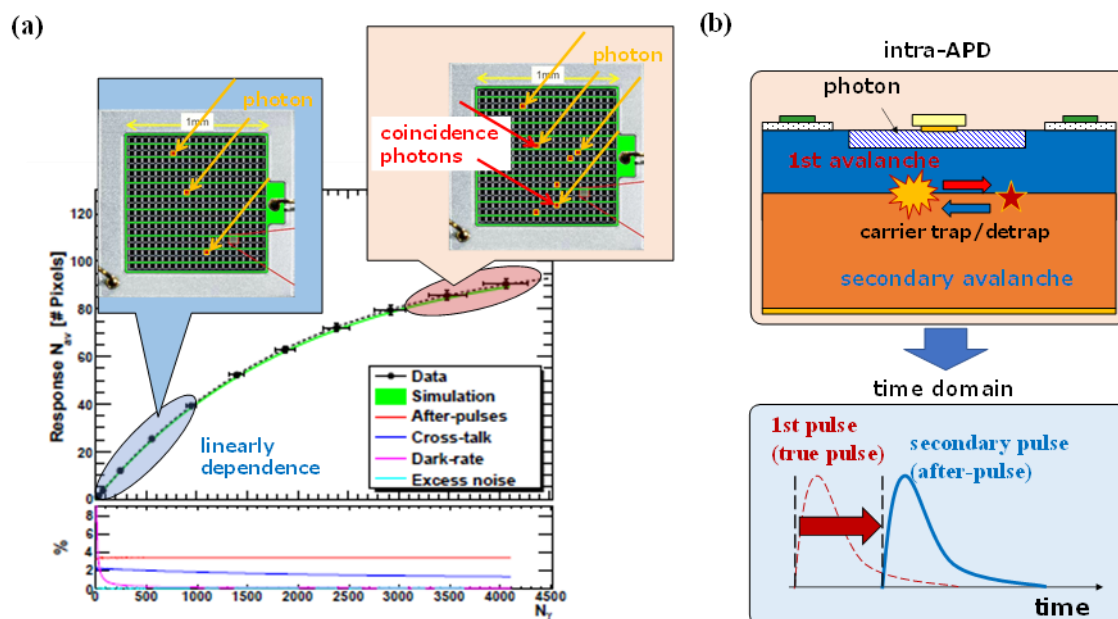 (a)
photon
1mm
photon
1mm
coincidence
photons
Response N_av [# Pixels]
120
100
80
60
40
20
0
linearly
dependence
Data
Simulation
After-pulses
Cross-talk
Dark-rate
Excess noise
%
8
6
4
2
0
0 500 1000 1500 2000 2500 3000 3500 4000 4500
N_γ
(b)
intra-APD
photon
1st avalanche
carrier trap/detrap
secondary avalanche
time domain
1st pulse
(true pulse)
secondary pulse
(after-pulse)
time